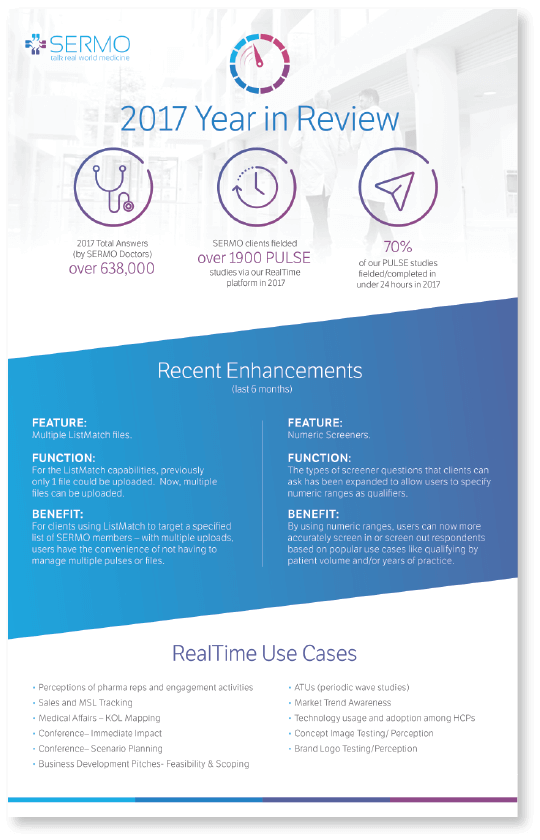 SERMO
talk real world medicine
2017 Year in Review
2017 Total Answers
(by SERMO Doctors)
over 638,000
SERMO clients fielded
over 1900 PULSE
studies via our RealTime
platform in 2017
70%
of our PULSE studies
fielded/completed in
under 24 hours in 2017
Recent Enhancements
(last 6 months)
FEATURE:
Multiple ListMatch files.
FUNCTION:
For the ListMatch capabilities, previously
only 1 file could be uploaded. Now, multiple
files can be uploaded.
BENEFIT:
For clients using ListMatch to target a specified
list of SERMO members – with multiple uploads,
users have the convenience of not having to
manage multiple pulses or files.
FEATURE:
Numeric Screeners.
FUNCTION:
The types of screener questions that clients can
ask has been expanded to allow users to specify
numeric ranges as qualifiers.
BENEFIT:
By using numeric ranges, users can now more
accurately screen in or screen out respondents
based on popular use cases like qualifying by
patient volume and/or years of practice.
RealTime Use Cases
• Perceptions of pharma reps and engagement activities
• Sales and MSL Tracking
• Medical Affairs – KOL Mapping
• Conference– Immediate Impact
• Conference– Scenario Planning
• Business Development Pitches- Feasibility & Scoping
• ATUs (periodic wave studies)
• Market Trend Awareness
• Technology usage and adoption among HCPs
• Concept Image Testing/ Perception
• Brand Logo Testing/Perception